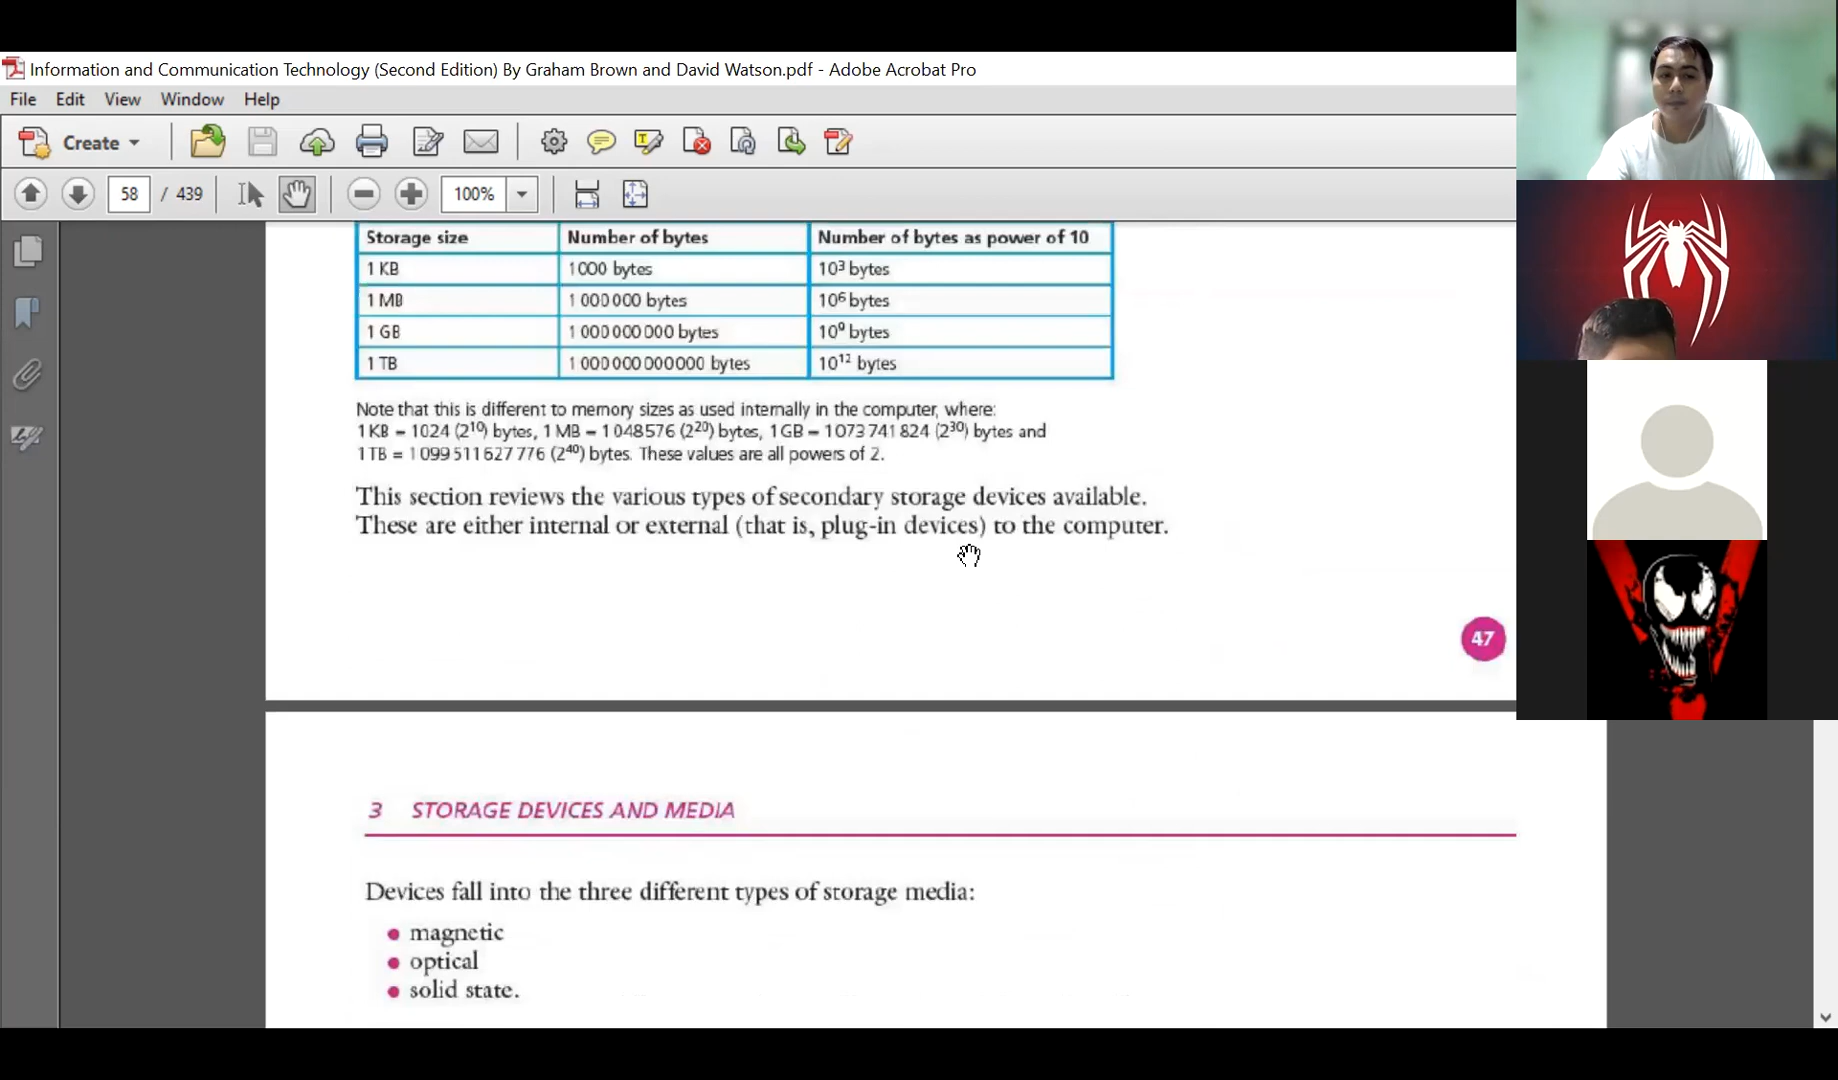 Information and Communication Technology (Second Edition) By Graham Brown and David Watson.pdf - Adobe Acrobat Pro
File Edit View Window Help
Create
58 / 439 100%
Storage size Number of bytes Number of bytes as power of 10
1 KB 1000 bytes 10³ bytes
1 MB 1 000 000 bytes 10⁶ bytes
1 GB 1 000 000 000 bytes 10⁹ bytes
1 TB 1 000 000 000 000 bytes 10¹² bytes
Note that this is different to memory sizes as used internally in the computer, where:
1 KB = 1024 (2¹⁰) bytes, 1 MB = 1 048 576 (2²⁰) bytes, 1 GB = 1 073 741 824 (2³⁰) bytes and
1 TB = 1 099 511 627 776 (2⁴⁰) bytes. These values are all powers of 2.
This section reviews the various types of secondary storage devices available.
These are either internal or external (that is, plug-in devices) to the computer.
47
3 STORAGE DEVICES AND MEDIA
Devices fall into the three different types of storage media:
● magnetic
● optical
● solid state.